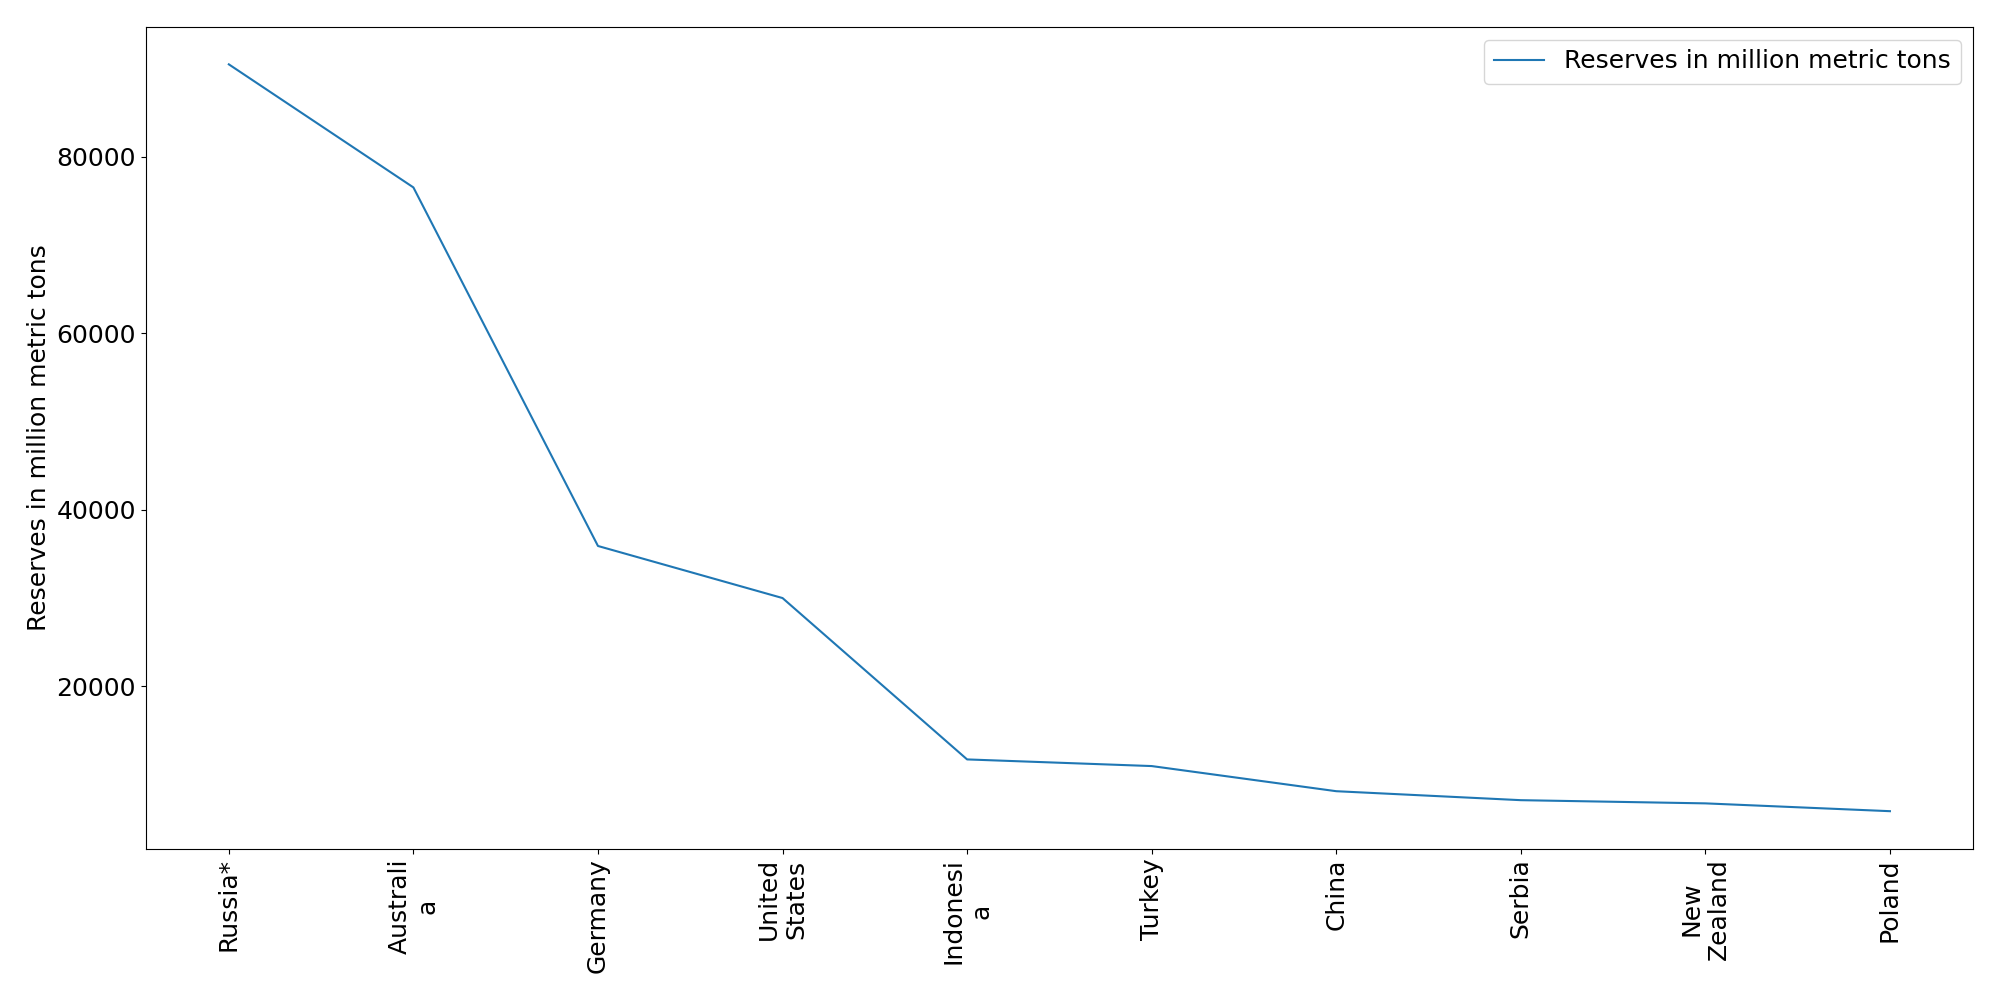 Reserves in million metric tons
Reserves in million metric tons
80000
60000
40000
20000
Russia*
Australi
a
Germany
United
States
Indonesi
a
Turkey
China
Serbia
New
Zealand
Poland